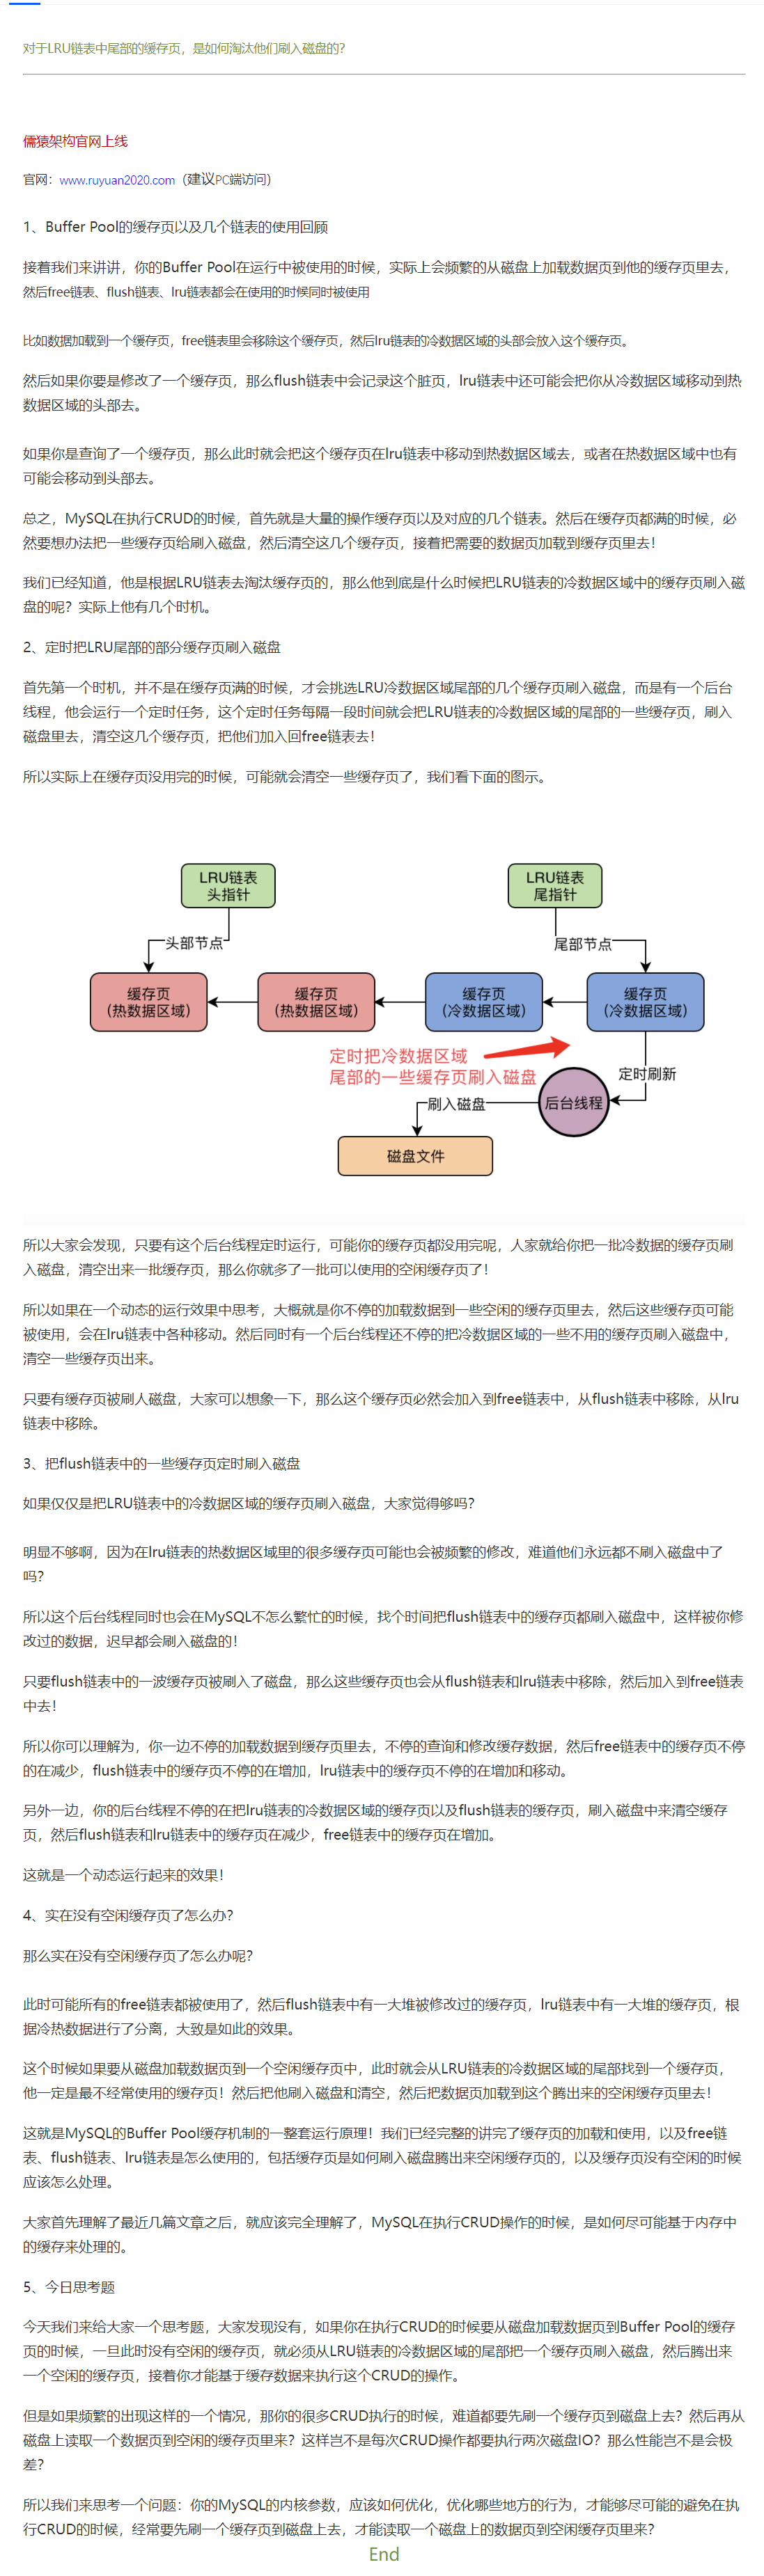 对于LRU链表中尾部的缓存页，是如何淘汰他们刷入磁盘的？
儒猿架构官网上线
官网：www.ruyuan2020.com（建议PC端访问）
1、Buffer Pool的缓存页以及几个链表的使用回顾
接着我们来讲讲，你的Buffer Pool在运行中被使用的时候，实际上会频繁的从磁盘上加载数据页到他的缓存页里去，
然后free链表、flush链表、lru链表都会在使用的时候同时被使用
比如数据加载到一个缓存页，free链表里会移除这个缓存页，然后lru链表的冷数据区域的头部会放入这个缓存页。
然后如果你要是修改了一个缓存页，那么flush链表中会记录这个脏页，lru链表中还可能会把你从冷数据区域移动到热
数据区域的头部去。
如果你是查询了一个缓存页，那么此时就会把这个缓存页在lru链表中移动到热数据区域去，或者在热数据区域中也有
可能会移动到头部去。
总之，MySQL在执行CRUD的时候，首先就是大量的操作缓存页以及对应的几个链表。然后在缓存页都满的时候，必
然要想办法把一些缓存页给刷入磁盘，然后清空这几个缓存页，接着把需要的数据页加载到缓存页里去！
我们已经知道，他是根据LRU链表去淘汰缓存页的，那么他到底是什么时候把LRU链表的冷数据区域中的缓存页刷入磁
盘的呢？实际上他有几个时机。
2、定时把LRU尾部的部分缓存页刷入磁盘
首先第一个时机，并不是在缓存页满的时候，才会挑选LRU冷数据区域尾部的几个缓存页刷入磁盘，而是有一个后台
线程，他会运行一个定时任务，这个定时任务每隔一段时间就会把LRU链表的冷数据区域的尾部的一些缓存页，刷入
磁盘里去，清空这几个缓存页，把他们加入回free链表去！
所以实际上在缓存页没用完的时候，可能就会清空一些缓存页了，我们看下面的图示。
LRU链表
头指针
LRU链表
尾指针
头部节点
尾部节点
缓存页
（热数据区域）
缓存页
（热数据区域）
缓存页
（冷数据区域）
缓存页
（冷数据区域）
定时把冷数据区域
尾部的一些缓存页刷入磁盘
定时刷新
后台线程
刷入磁盘
磁盘文件
所以大家会发现，只要有这个后台线程定时运行，可能你的缓存页都没用完呢，人家就给你把一批冷数据的缓存页刷
入磁盘，清空出来一批缓存页，那么你就多了一批可以使用的空闲缓存页了！
所以如果在一个动态的运行效果中思考，大概就是你不停的加载数据到一些空闲的缓存页里去，然后这些缓存页可能
被使用，会在lru链表中各种移动。然后同时有一个后台线程还不停的把冷数据区域的一些不用的缓存页刷入磁盘中，
清空一些缓存页出来。
只要有缓存页被刷人磁盘，大家可以想象一下，那么这个缓存页必然会加入到free链表中，从flush链表中移除，从lru
链表中移除。
3、把flush链表中的一些缓存页定时刷入磁盘
如果仅仅是把LRU链表中的冷数据区域的缓存页刷入磁盘，大家觉得够吗？
明显不够啊，因为在lru链表的热数据区域里的很多缓存页可能也会被频繁的修改，难道他们永远都不刷入磁盘中了
吗？
所以这个后台线程同时也会在MySQL不怎么繁忙的时候，找个时间把flush链表中的缓存页都刷入磁盘中，这样被你修
改过的数据，迟早都会刷入磁盘的！
只要flush链表中的一波缓存页被刷入了磁盘，那么这些缓存页也会从flush链表和lru链表中移除，然后加入到free链表
中去！
所以你可以理解为，你一边不停的加载数据到缓存页里去，不停的查询和修改缓存数据，然后free链表中的缓存页不停
的在减少，flush链表中的缓存页不停的在增加，lru链表中的缓存页不停的在增加和移动。
另外一边，你的后台线程不停的在把lru链表的冷数据区域的缓存页以及flush链表的缓存页，刷入磁盘中来清空缓存
页，然后flush链表和lru链表中的缓存页在减少，free链表中的缓存页在增加。
这就是一个动态运行起来的效果！
4、实在没有空闲缓存页了怎么办？
那么实在没有空闲缓存页了怎么办呢？
此时可能所有的free链表都被使用了，然后flush链表中有一大堆被修改过的缓存页，lru链表中有一大堆的缓存页，根
据冷热数据进行了分离，大致是如此的效果。
这个时候如果要从磁盘加载数据页到一个空闲缓存页中，此时就会从LRU链表的冷数据区域的尾部找到一个缓存页，
他一定是最不经常使用的缓存页！然后把他刷入磁盘和清空，然后把数据页加载到这个腾出来的空闲缓存页里去！
这就是MySQL的Buffer Pool缓存机制的一整套运行原理！我们已经完整的讲完了缓存页的加载和使用，以及free链
表、flush链表、lru链表是怎么使用的，包括缓存页是如何刷入磁盘腾出来空闲缓存页的，以及缓存页没有空闲的时候
应该怎么处理。
大家首先理解了最近几篇文章之后，就应该完全理解了，MySQL在执行CRUD操作的时候，是如何尽可能基于内存中
的缓存来处理的。
5、今日思考题
今天我们来给大家一个思考题，大家发现没有，如果你在执行CRUD的时候要从磁盘加载数据页到Buffer Pool的缓存
页的时候，一旦此时没有空闲的缓存页，就必须从LRU链表的冷数据区域的尾部把一个缓存页刷入磁盘，然后腾出来
一个空闲的缓存页，接着你才能基于缓存数据来执行这个CRUD的操作。
但是如果频繁的出现这样的一个情况，那你的很多CRUD执行的时候，难道都要先刷一个缓存页到磁盘上去？然后再从
磁盘上读取一个数据页到空闲的缓存页里来？这样岂不是每次CRUD操作都要执行两次磁盘IO？那么性能岂不是会极
差？
所以我们来思考一个问题：你的MySQL的内核参数，应该如何优化，优化哪些地方的行为，才能够尽可能的避免在执
行CRUD的时候，经常要先刷一个缓存页到磁盘上去，才能读取一个磁盘上的数据页到空闲缓存页里来？
End